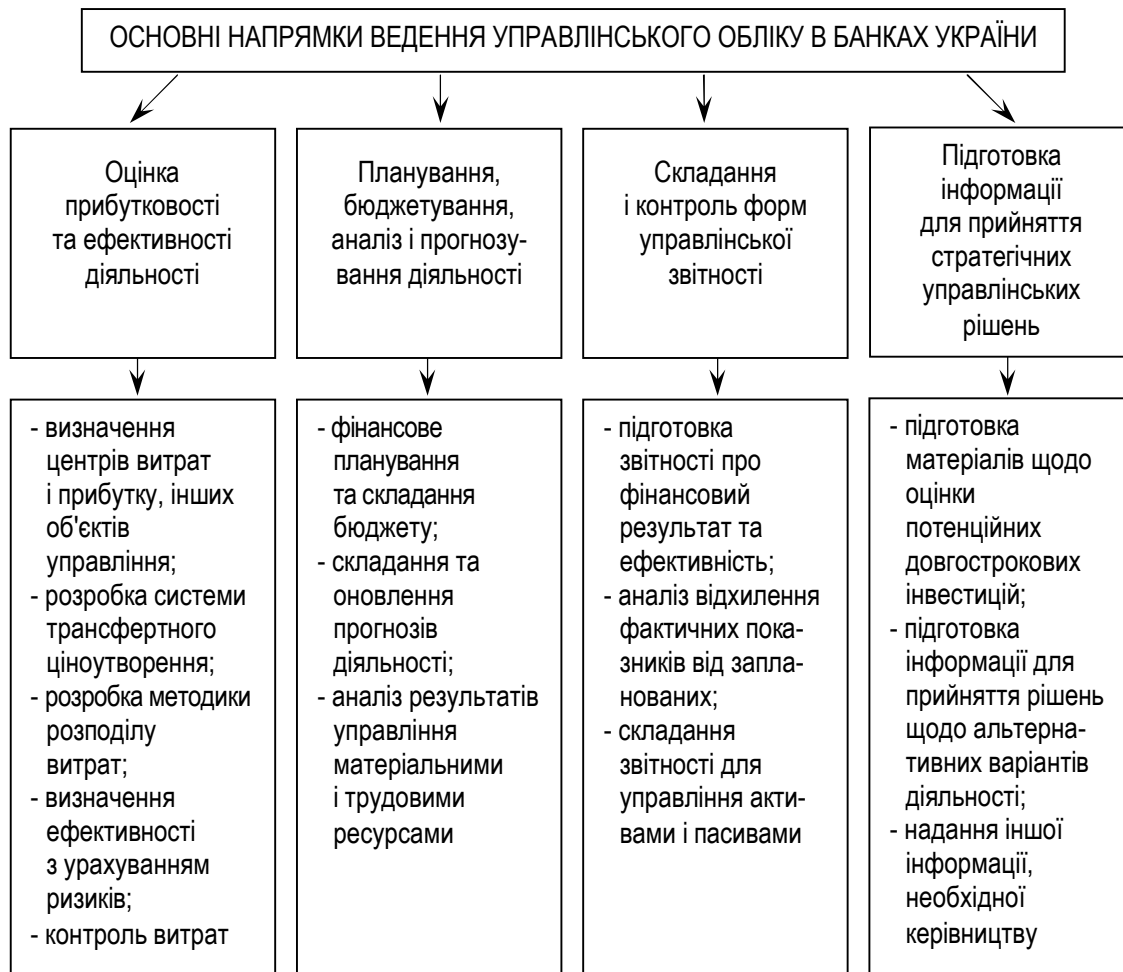 ОСНОВНІ НАПРЯМКИ ВЕДЕННЯ УПРАВЛІНСЬКОГО ОБЛІКУ В БАНКАХ УКРАЇНИ
Оцінка
прибутковості
та ефективності
діяльності
Планування,
бюджетування,
аналіз і прогнозу-
вання діяльності
Складання
і контроль форм
управлінської
звітності
Підготовка
інформації
для прийняття
стратегічних
управлінських
рішень
- визначення
центрів витрат
і прибутку, інших
об'єктів
управління;
- розробка системи
трансфертного
ціноутворення;
- розробка методики
розподілу
витрат;
- визначення
ефективності
з урахуванням
ризиків;
- контроль витрат
- фінансове
планування
та складання
бюджету;
- складання та
оновлення
прогнозів
діяльності;
- аналіз результатів
управління
матеріальними
і трудовими
ресурсами
- підготовка
звітності про
фінансовий
результат та
ефективність;
- аналіз відхилення
фактичних пока-
зників від запла-
нованих;
- складання
звітності для
управління акти-
вами і пасивами
- підготовка
матеріалів щодо
оцінки
потенційних
довгострокових
інвестицій;
- підготовка
інформації для
прийняття рішень
щодо альтерна-
тивних варіантів
діяльності;
- надання іншої
інформації,
необхідної
керівництву